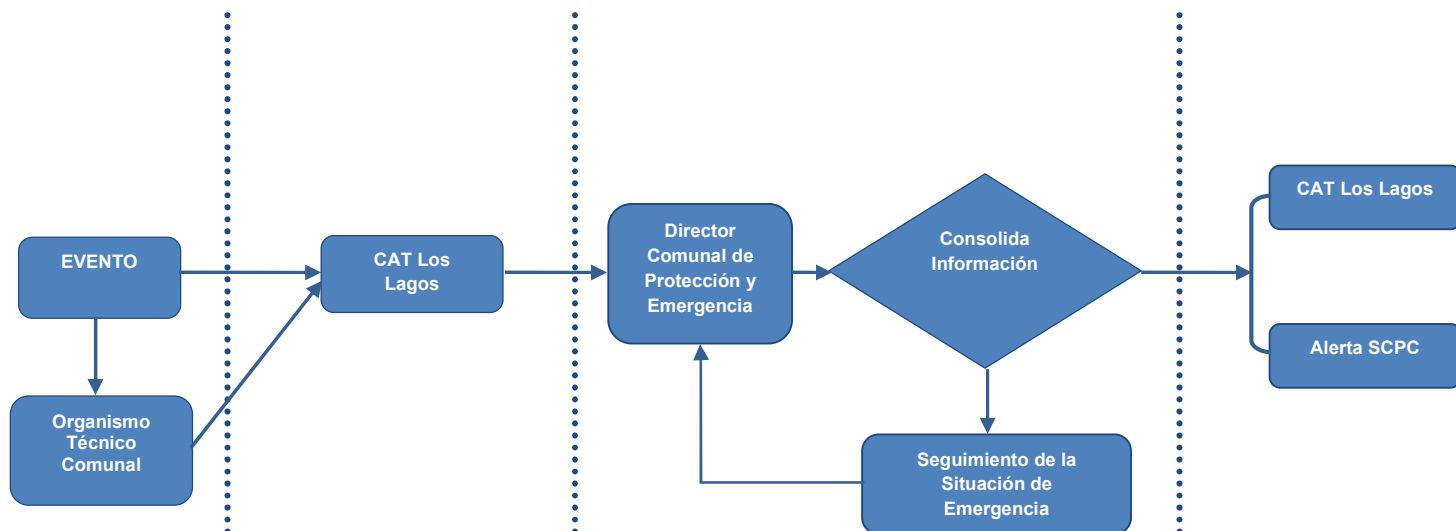 EVENTO
Organismo
Técnico
Comunal
CAT Los
Lagos
Director
Comunal de
Protección y
Emergencia
Consolida
Información
Seguimiento de la
Situación de
Emergencia
CAT Los Lagos
Alerta SCPC